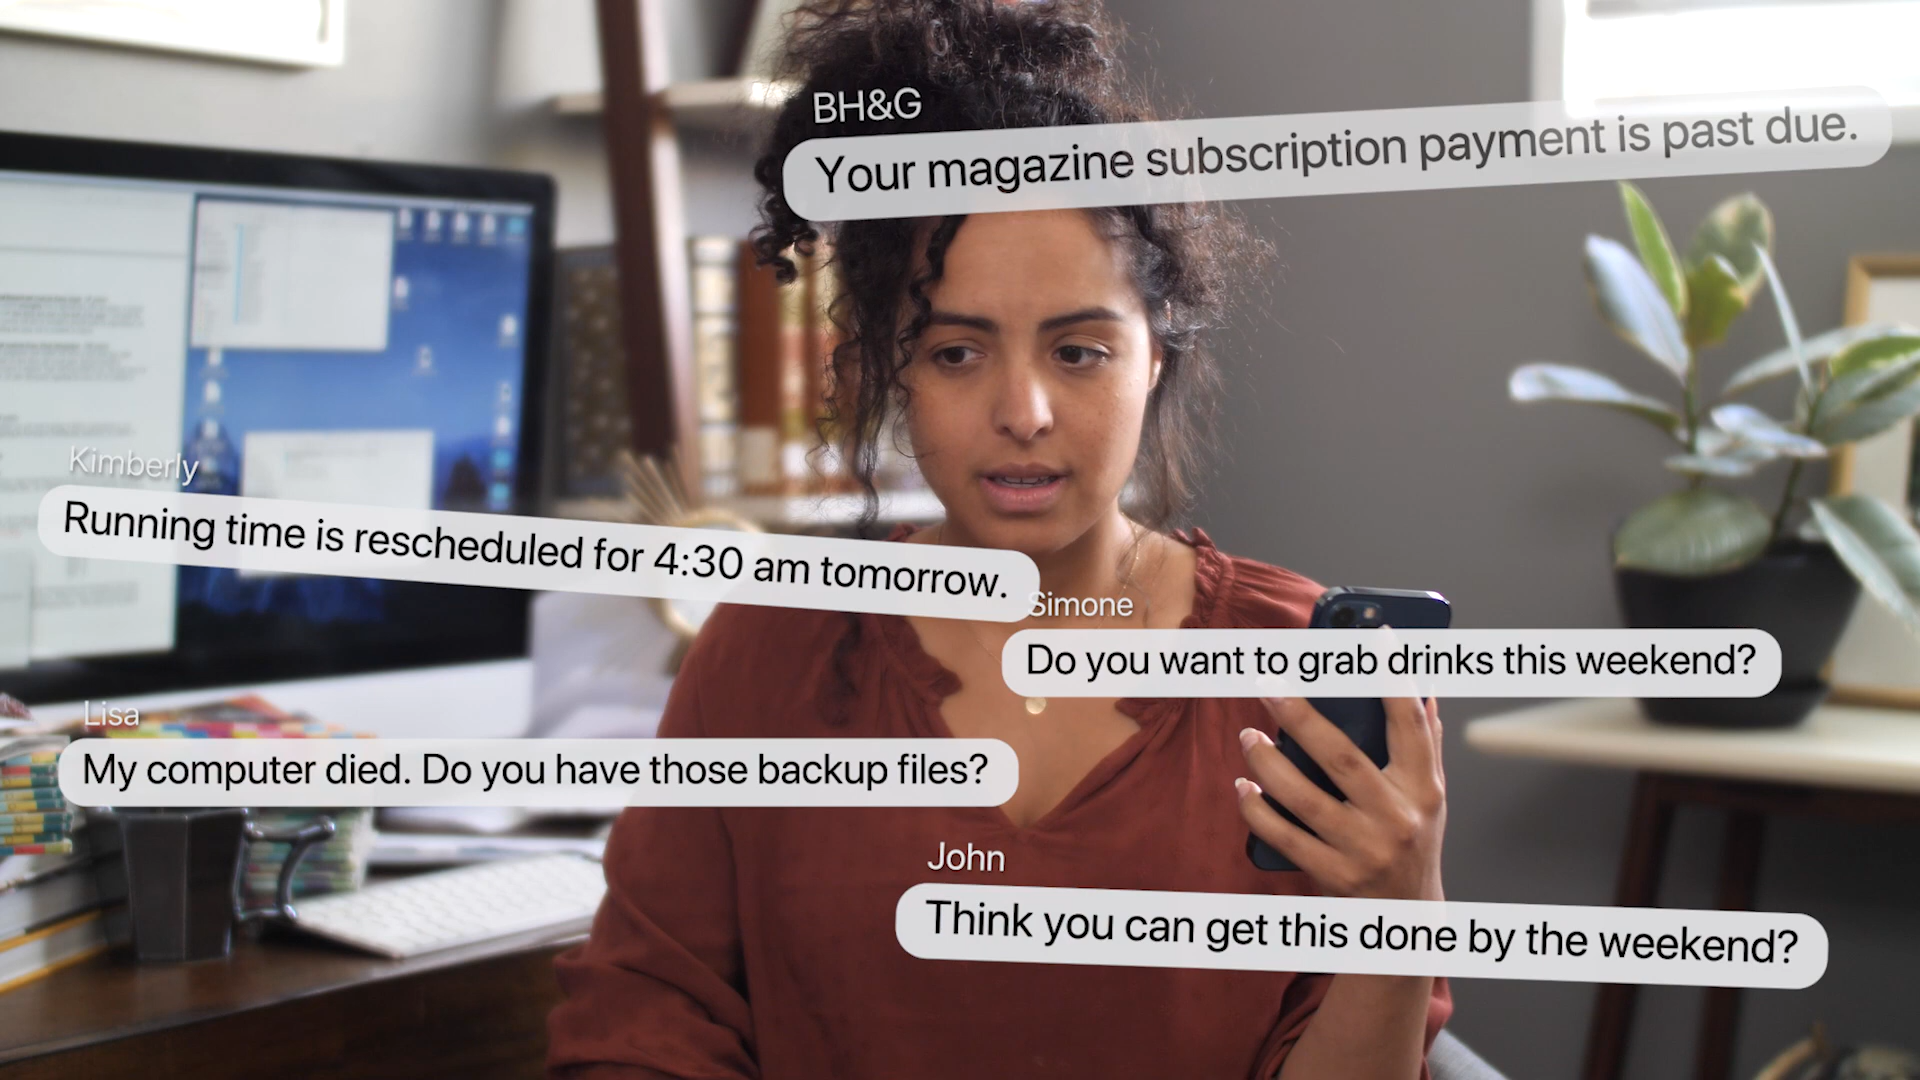 BH&G
Your magazine subscription payment is past due.
Kimberly
Running time is rescheduled for 4:30 am tomorrow.
Simone
Do you want to grab drinks this weekend?
Lisa
My computer died. Do you have those backup files?
John
Think you can get this done by the weekend?